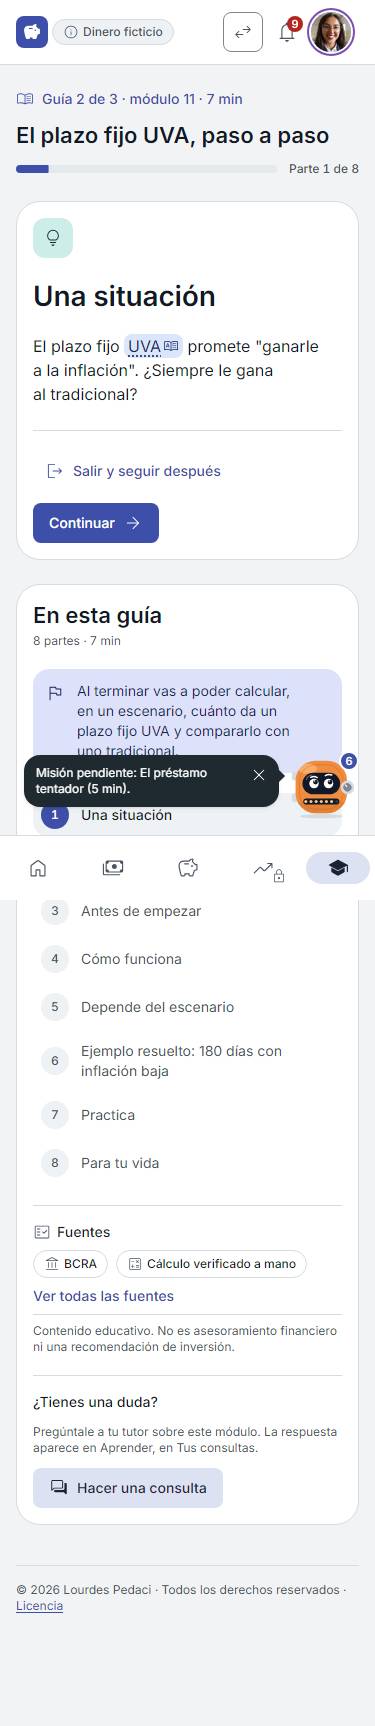 Dinero ficticio
9
Guía 2 de 3 · módulo 11 · 7 min
El plazo fijo UVA, paso a paso
Parte 1 de 8
Una situación
El plazo fijo UVA promete "ganarle
a la inflación". ¿Siempre le gana
al tradicional?
Salir y seguir después
Continuar
En esta guía
8 partes · 7 min
Al terminar vas a poder calcular,
en un escenario, cuánto da un
plazo fijo UVA y compararlo con
uno tradicional.
Misión pendiente: El préstamo
tentador (5 min).
6
1 Una situación
3 Antes de empezar
4 Cómo funciona
5 Depende del escenario
6 Ejemplo resuelto: 180 días con
inflación baja
7 Practica
8 Para tu vida
Fuentes
BCRA
Cálculo verificado a mano
Ver todas las fuentes
Contenido educativo. No es asesoramiento financiero
ni una recomendación de inversión.
¿Tienes una duda?
Pregúntale a tu tutor sobre este módulo. La respuesta
aparece en Aprender, en Tus consultas.
Hacer una consulta
© 2026 Lourdes Pedaci · Todos los derechos reservados ·
Licencia